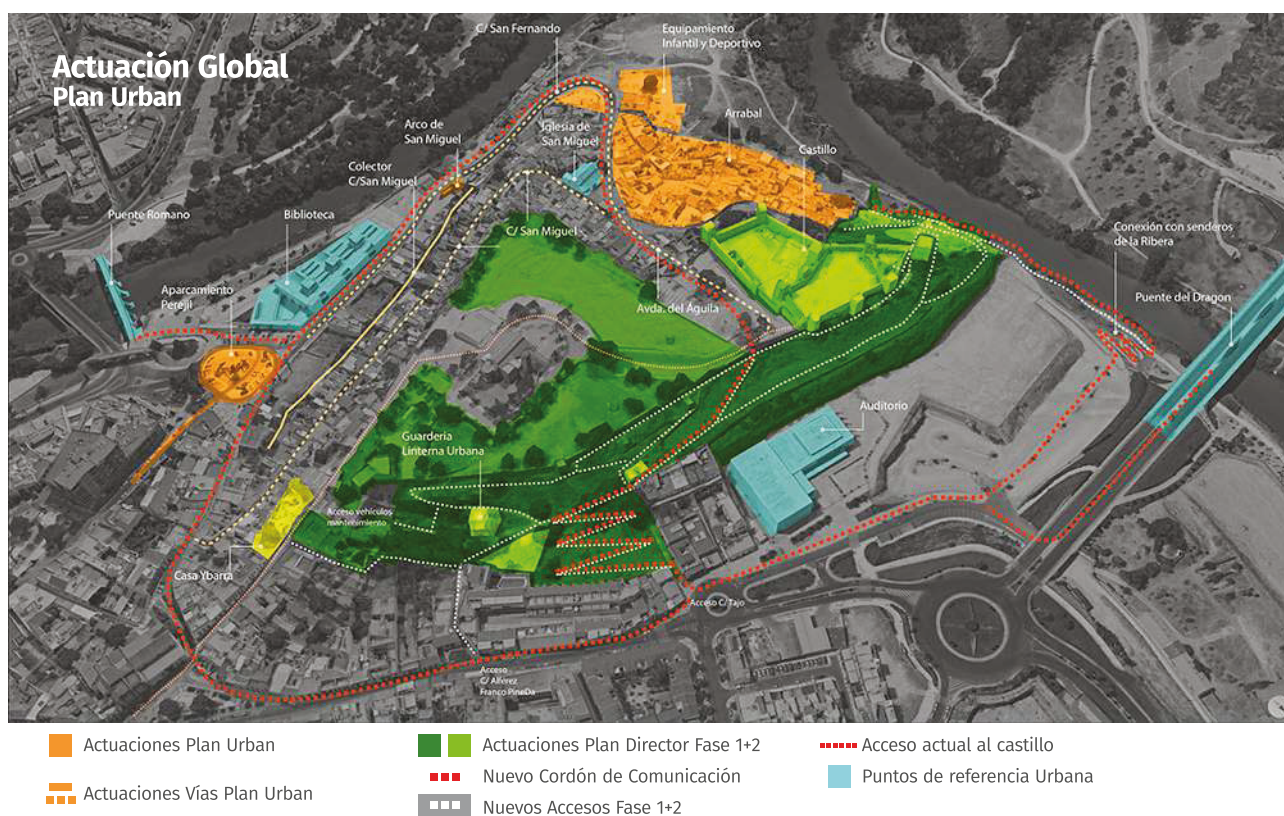 Actuación Global
Plan Urban
C/ San Fernando
Equipamiento
Infantil y Deportivo
Arco de
San Miguel
Iglesia de
San Miguel
Arrabal
Castillo
Colector
C/San Miguel
Puente Romano
Biblioteca
C/ San Miguel
Conexión con senderos
de la Ribera
Aparcamiento
Perejil
Avda. del Aguila
Puente del Dragon
Auditorio
Guarderia
Linterna Urbana
Acceso vehículos
mantenimiento
Casa Ybarra
Acceso C/ Tajo
Acceso
C/ Alférez
Franco PineDa
Actuaciones Plan Urban
Actuaciones Plan Director Fase 1+2
Acceso actual al castillo
Nuevo Cordón de Comunicación
Puntos de referencia Urbana
Actuaciones Vías Plan Urban
Nuevos Accesos Fase 1+2